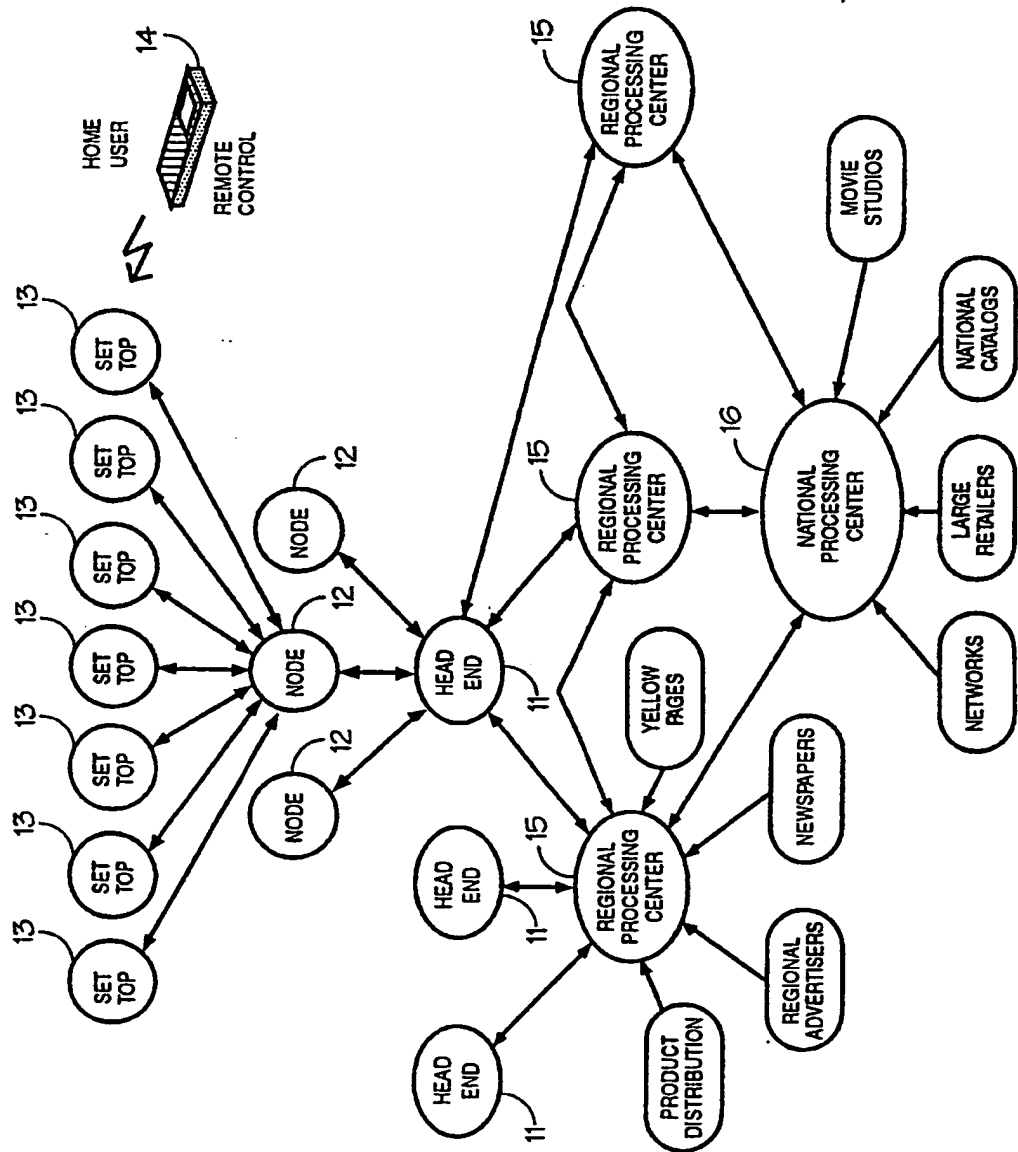 HOME
USER
14
REMOTE
CONTROL
13
SET
TOP
13
SET
TOP
13
SET
TOP
13
SET
TOP
13
SET
TOP
13
SET
TOP
13
SET
TOP
12
NODE
12
NODE
12
NODE
HEAD
END
11
HEAD
END
11
HEAD
END
11
15
REGIONAL
PROCESSING
CENTER
15
REGIONAL
PROCESSING
CENTER
15
REGIONAL
PROCESSING
CENTER
YELLOW
PAGES
NEWSPAPERS
REGIONAL
ADVERTISERS
PRODUCT
DISTRIBUTION
16
NATIONAL
PROCESSING
CENTER
MOVIE
STUDIOS
NATIONAL
CATALOGS
LARGE
RETAILERS
NETWORKS